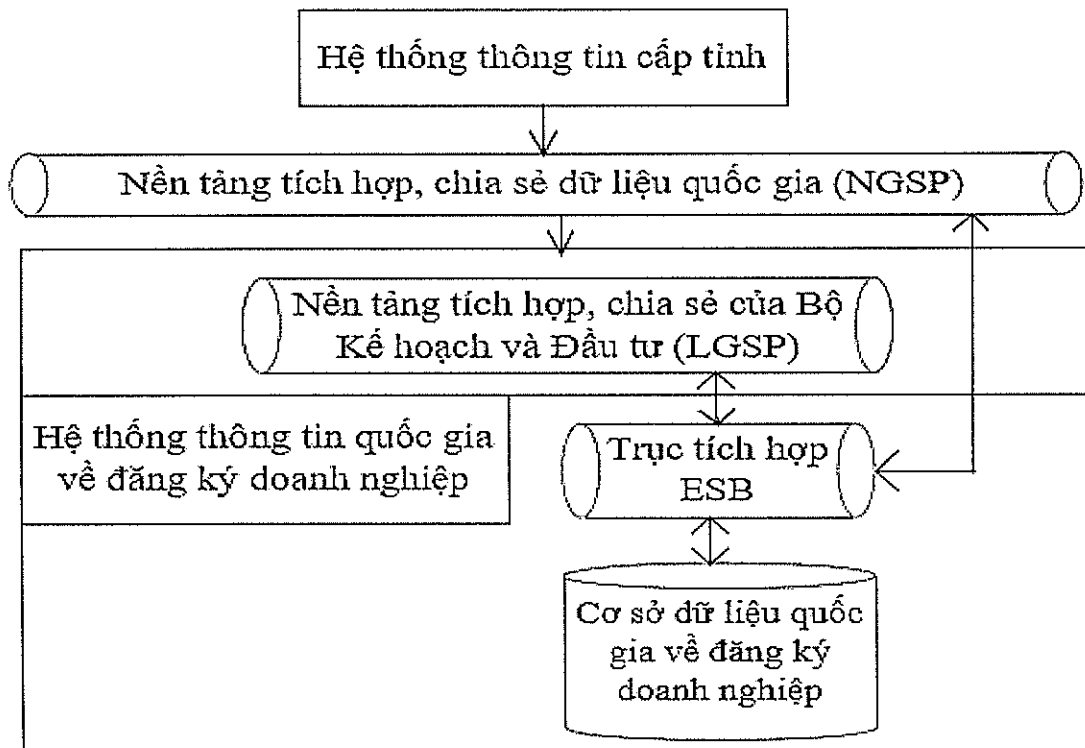 Hệ thống thông tin cấp tỉnh
Nền tảng tích hợp, chia sẻ dữ liệu quốc gia (NGSP)
Nền tảng tích hợp, chia sẻ của Bộ
Kế hoạch và Đầu tư (LGSP)
Hệ thống thông tin quốc gia
về đăng ký doanh nghiệp
Trục tích hợp
ESB
Cơ sở dữ liệu quốc
gia về đăng ký
doanh nghiệp